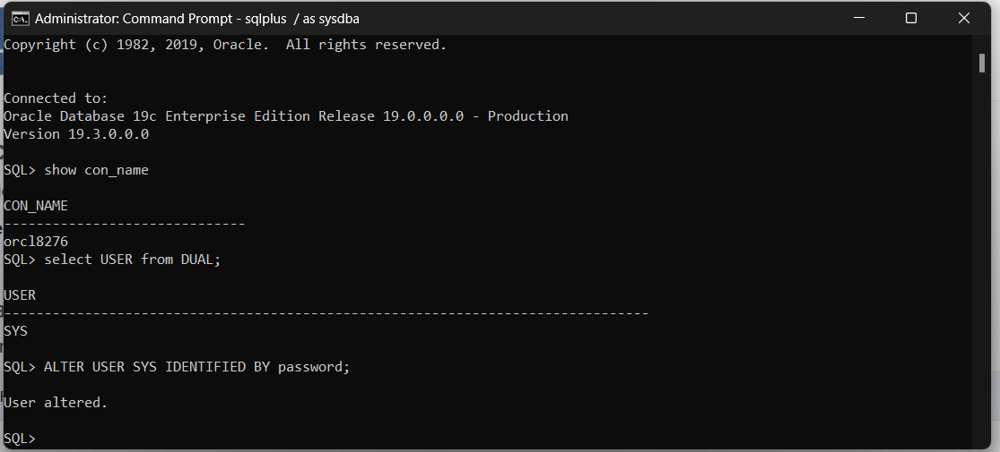 Administrator: Command Prompt - sqlplus  / as sysdba
Copyright (c) 1982, 2019, Oracle.  All rights reserved.
Connected to:
Oracle Database 19c Enterprise Edition Release 19.0.0.0.0 - Production
Version 19.3.0.0.0
SQL> show con_name
CON_NAME
------------------------------
orcl8276
SQL> select USER from DUAL;
USER
--------------------------------------------------------------------------------
SYS
SQL> ALTER USER SYS IDENTIFIED BY password;
User altered.
SQL>